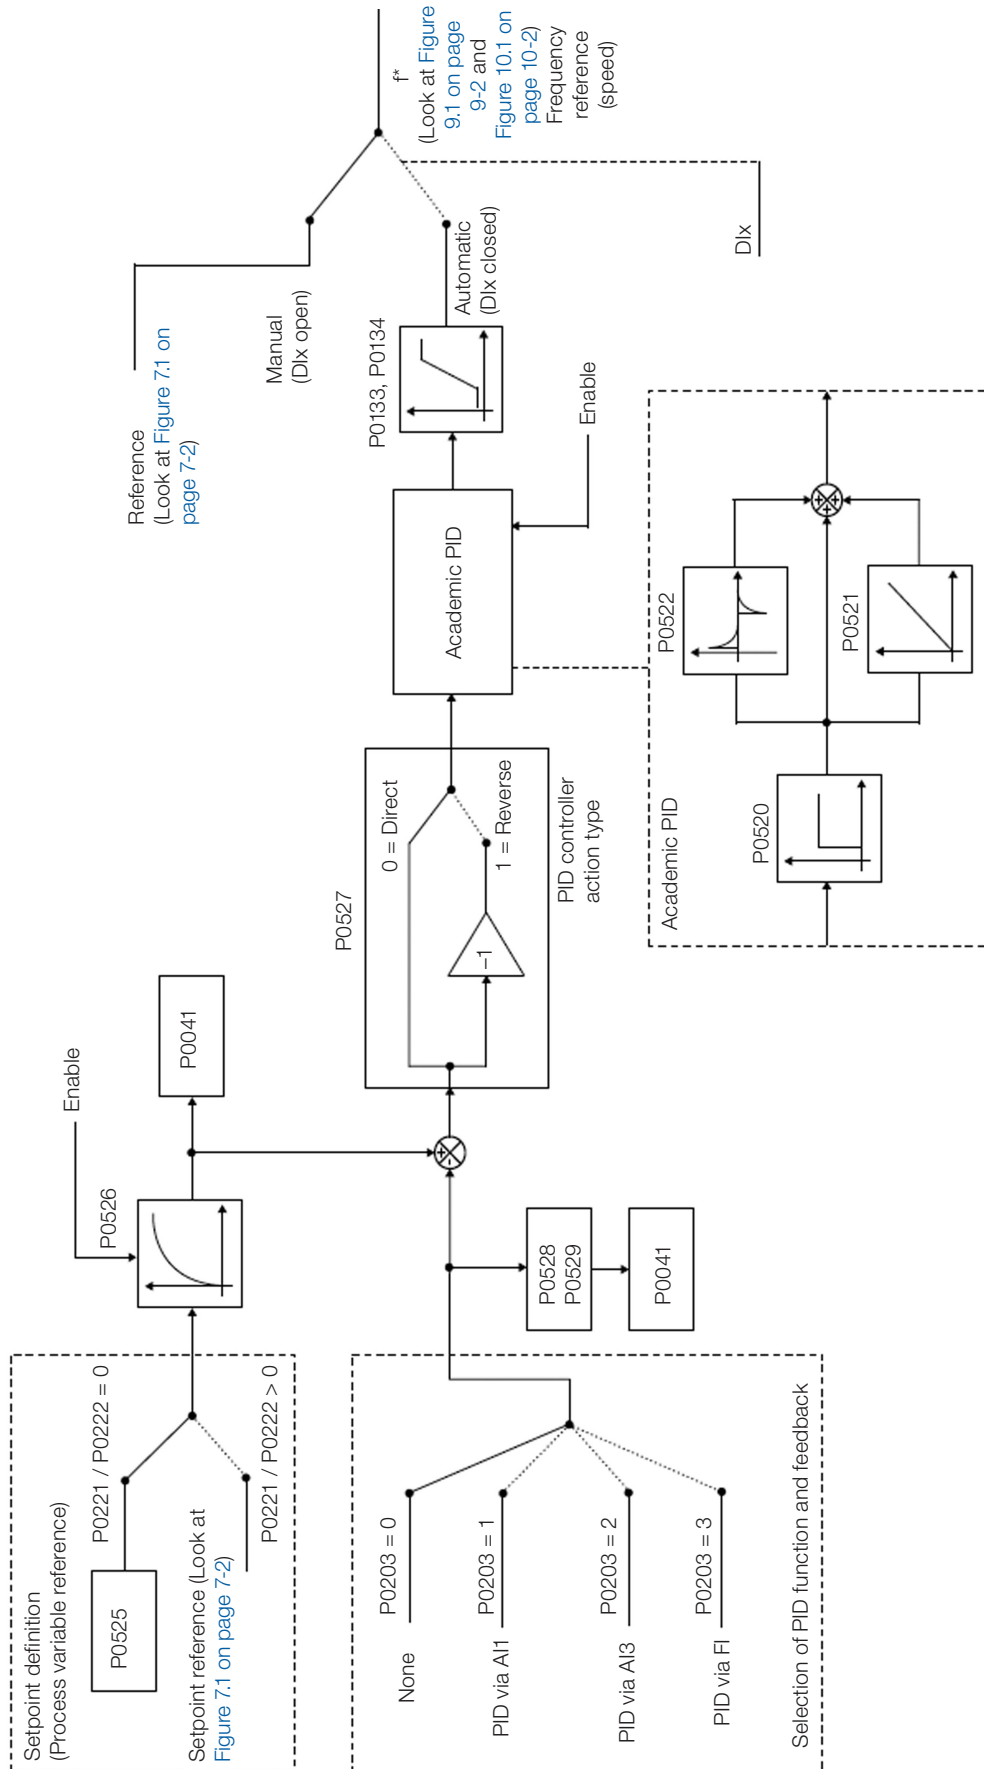 Setpoint definition
(Process variable reference)
P0525
P0221 / P0222 = 0
Setpoint reference (Look at
Figure 7.1 on page 7-2)
P0221 / P0222 > 0
P0526
Enable
P0041
None
P0203 = 0
PID via AI1
P0203 = 1
PID via AI3
P0203 = 2
PID via FI
P0203 = 3
Selection of PID function and feedback
P0528
P0529
P0041
+
-
P0527
0 = Direct
-1
1 = Reverse
PID controller
action type
Academic PID
Enable
P0133, P0134
Reference
(Look at Figure 7.1 on
page 7-2)
Manual
(DIx open)
Automatic
(DIx closed)
DIx
f*
(Look at Figure
9.1 on page
9-2 and
Figure 10.1 on
page 10-2)
Frequency
reference
(speed)
Academic PID
P0520
P0522
P0521
+
+
+